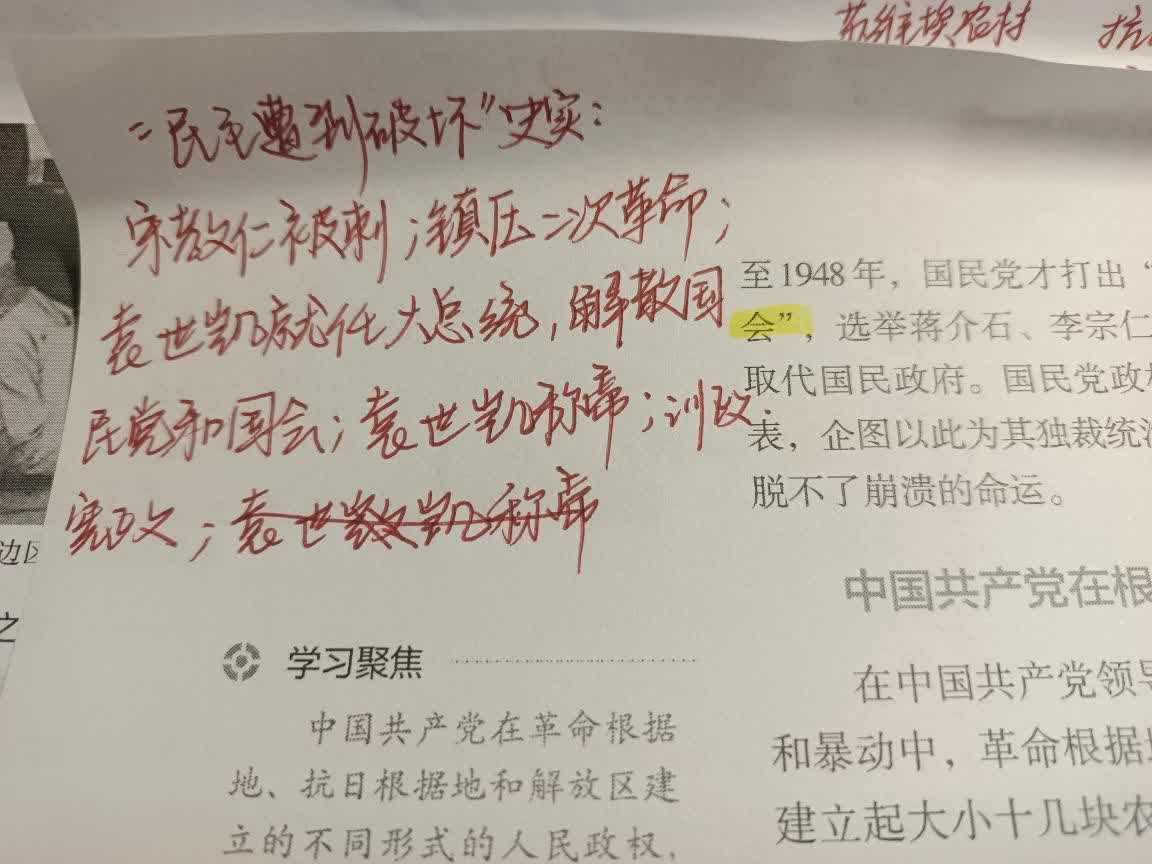 苏维埃农村 抗
“民主遭到破坏”史实：
宋教仁被刺；镇压二次革命；
袁世凯就任大总统，解散国
民党和国会；袁世凯称帝；训政
宪政；袁世凯称帝
至1948年，国民党才打出“
会”，选举蒋介石、李宗仁
取代国民政府。国民党政权
表，企图以此为其独裁统治
脱不了崩溃的命运。
边区
之
中国共产党在根
学习聚焦
中国共产党在革命根据
地、抗日根据地和解放区建
立的不同形式的人民政权，
在中国共产党领导
和暴动中，革命根据地
建立起大小十几块农